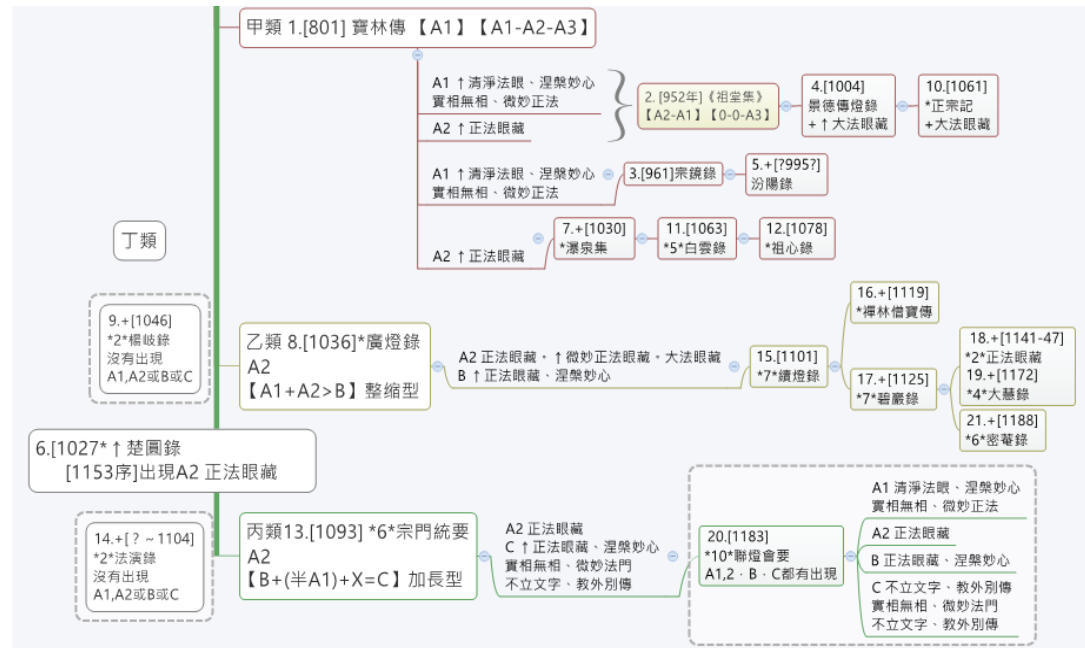 甲類 1.[801] 寶林傳 【A1】【A1-A2-A3】
A1 ↑清淨法眼、涅槃妙心
實相無相、微妙正法
A2 ↑正法眼藏
2. [952年]《祖堂集》
【A2-A1】【0-0-A3】
4.[1004]
景德傳燈錄
+↑大法眼藏
10.[1061]
*正宗記
+大法眼藏
A1 ↑清淨法眼、涅槃妙心
實相無相、微妙正法
3.[961]宗鏡錄
5.+[?995?]
汾陽錄
A2 ↑正法眼藏
7.+[1030]
*瀑泉集
11.[1063]
*5*白雲錄
12.[1078]
*祖心錄
丁類
9.+[1046]
*2*楊岐錄
沒有出現
A1,A2或B或C
乙類 8.[1036]*廣燈錄
A2
【A1+A2>B】整縮型
A2 正法眼藏。↑微妙正法眼藏。大法眼藏
B ↑正法眼藏、涅槃妙心
15.[1101]
*7*續燈錄
16.+[1119]
*禪林僧寶傳
17.+[1125]
*7*碧巖錄
18.+[1141-47]
*2*正法眼藏
19.+[1172]
*4*大慧錄
21.+[1188]
*6*密菴錄
6.[1027*↑楚圓錄
[1153序]出現A2 正法眼藏
14.+[ ? ~1104]
*2*法演錄
沒有出現
A1,A2或B或C
丙類13.[1093] *6*宗門統要
A2
【B+(半A1)+X=C】加長型
A2 正法眼藏
C ↑正法眼藏、涅槃妙心
實相無相、微妙法門
不立文字、教外別傳
20.[1183]
*10*聯燈會要
A1,2．B．C都有出現
A1 清淨法眼、涅槃妙心
實相無相、微妙正法
A2 正法眼藏
B 正法眼藏、涅槃妙心
C 不立文字、教外別傳
實相無相、微妙法門
不立文字、教外別傳